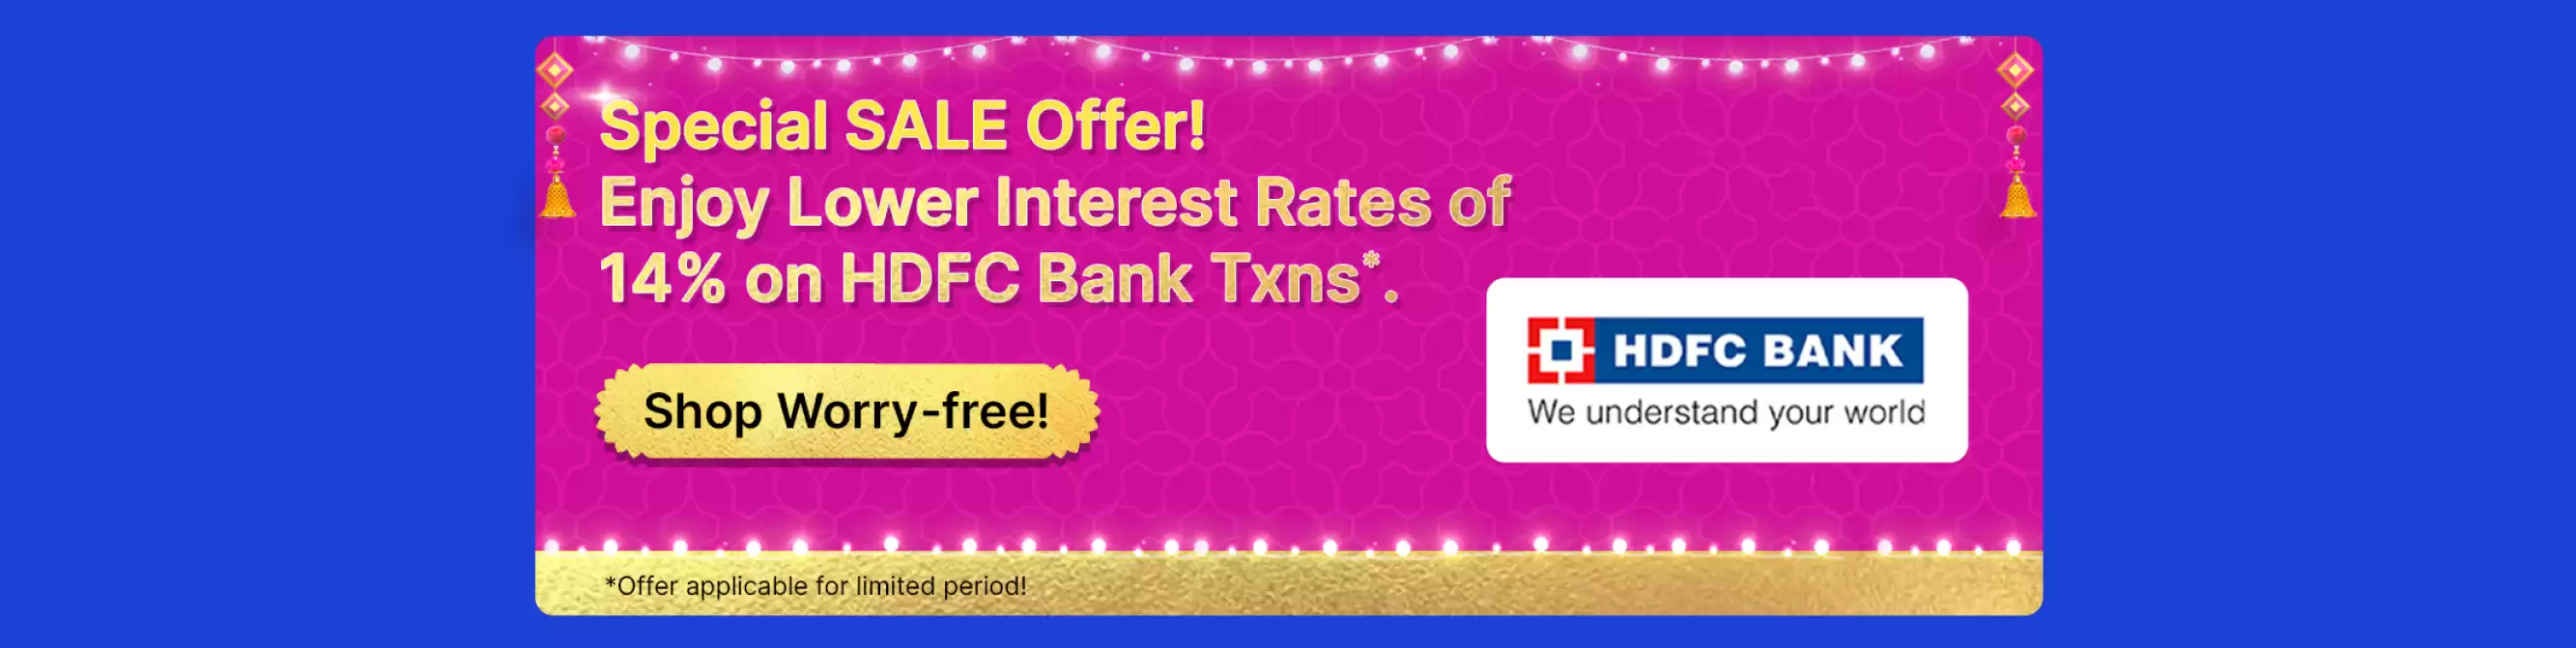 Special SALE Offer!
Enjoy Lower Interest Rates of
14% on HDFC Bank Txns*.
Shop Worry-free!
HDFC BANK
We understand your world
*Offer applicable for limited period!